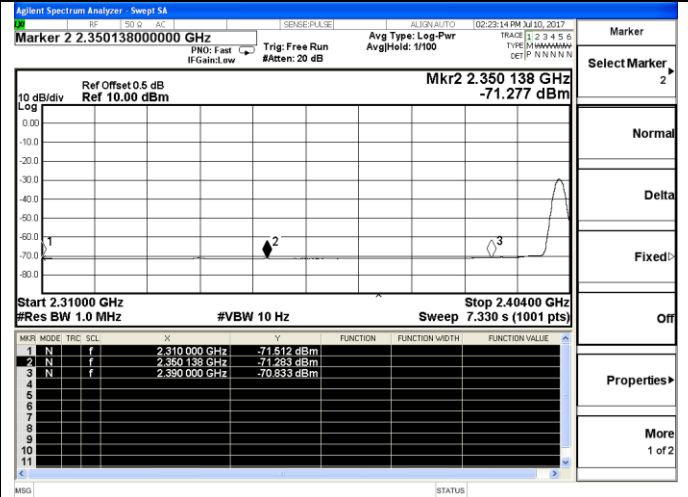 Agilent Spectrum Analyzer - Swept SA
LXI RF 50 Ω AC SENSE:PULSE ALIGN AUTO 02:23:14 PM Jul 10, 2017
Marker 2 2.350138000000 GHz
PNO: Fast
IFGain:Low
Trig: Free Run
#Atten: 20 dB
Avg Type: Log-Pwr
Avg|Hold: 1/100
TRACE 1 2 3 4 5 6
TYPE M
DET P N N N N N
Marker
Select Marker
2
Normal
Delta
Fixed
Off
Properties
More
1 of 2
Ref Offset 0.5 dB
Ref 10.00 dBm
10 dB/div
Log
Mkr2 2.350 138 GHz
-71.277 dBm
0.00
-10.0
-20.0
-30.0
-40.0
-50.0
-60.0
-70.0
-80.0
1
2
3
Start 2.31000 GHz
Stop 2.40400 GHz
#Res BW 1.0 MHz
#VBW 10 Hz
Sweep 7.330 s (1001 pts)
MKR MODE TRC SCL X Y FUNCTION FUNCTION WIDTH FUNCTION VALUE
1 N f 2.310 000 GHz -71.512 dBm
2 N f 2.350 138 GHz -71.283 dBm
3 N f 2.390 000 GHz -70.833 dBm
4
5
6
7
8
9
10
11
MSG
STATUS